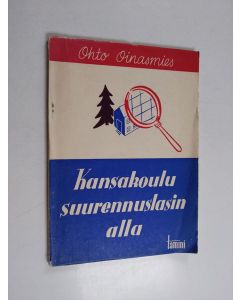 Ohto Oinasmies
Kansakoulu
suurennuslasin
alla
tammi